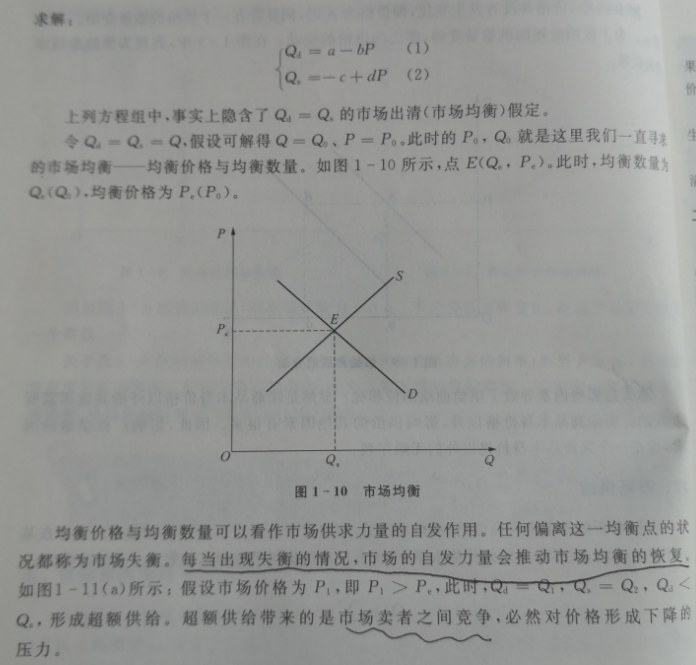 求解：
Q_d = a - bP (1)
Q_s = -c + dP (2)
上列方程组中，事实上隐含了 Q_d = Q_s 的市场出清(市场均衡)假定。
令 Q_d = Q_s = Q，假设可解得 Q = Q_0、P = P_0。此时的 P_0，Q_0 就是这里我们一直寻求
的市场均衡——均衡价格与均衡数量。如图 1-10 所示，点 E(Q_e，P_e)。此时，均衡数量为
Q_e(Q_0)，均衡价格为 P_e(P_0)。
P
S
E
P_e
D
O
Q_e
Q
图 1-10 市场均衡
均衡价格与均衡数量可以看作市场供求力量的自发作用。任何偏离这一均衡点的状
况都称为市场失衡。每当出现失衡的情况，市场的自发力量会推动市场均衡的恢复。
如图1-11(a)所示：假设市场价格为 P_1，即 P_1 > P_e，此时，Q_d = Q_1，Q_s = Q_2，Q_d <
Q_s，形成超额供给。超额供给带来的是市场卖者之间竞争，必然对价格形成下降的
压力。
果
价
生